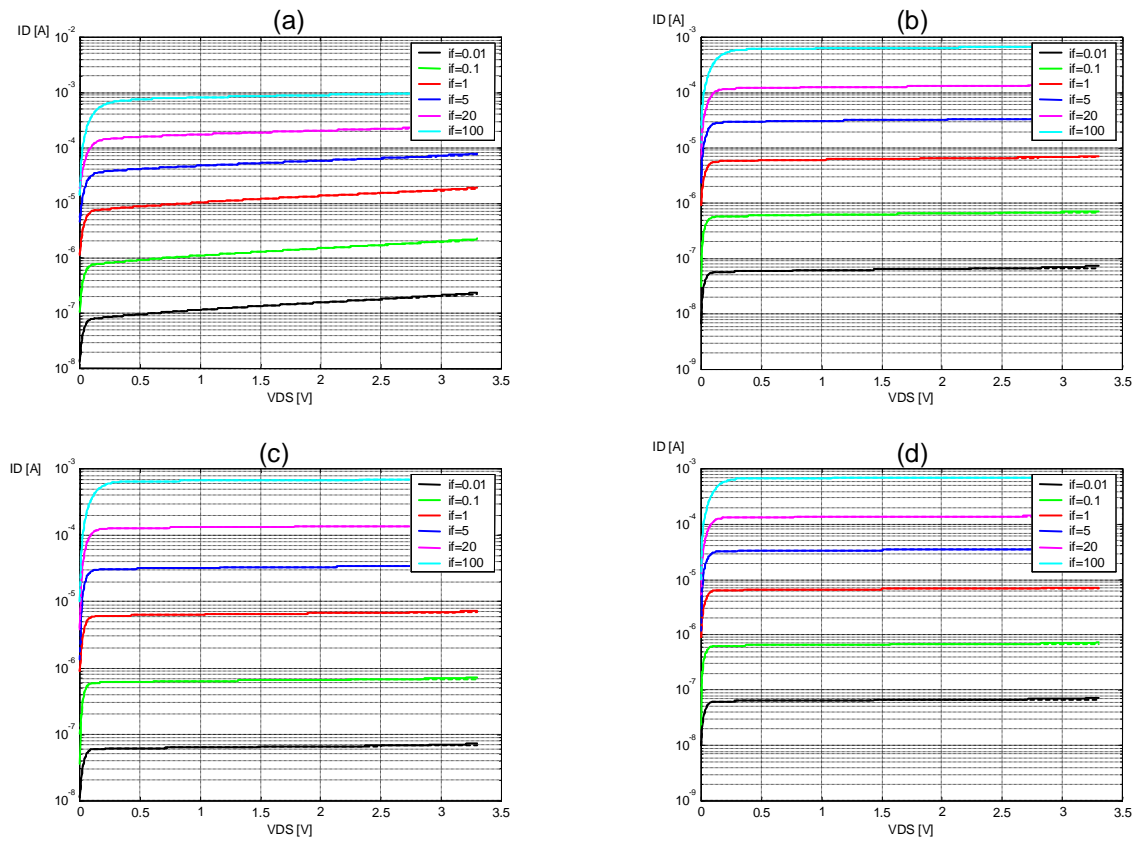 (a)
ID [A]
10-2
10-3
10-4
10-5
10-6
10-7
10-8
0 0.5 1 1.5 2 2.5 3 3.5
VDS [V]
if=0.01
if=0.1
if=1
if=5
if=20
if=100
(b)
ID [A]
10-3
10-4
10-5
10-6
10-7
10-8
10-9
0 0.5 1 1.5 2 2.5 3 3.5
VDS [V]
if=0.01
if=0.1
if=1
if=5
if=20
if=100
(c)
ID [A]
10-3
10-4
10-5
10-6
10-7
10-8
0 0.5 1 1.5 2 2.5 3 3.5
VDS [V]
if=0.01
if=0.1
if=1
if=5
if=20
if=100
(d)
ID [A]
10-3
10-4
10-5
10-6
10-7
10-8
10-9
0 0.5 1 1.5 2 2.5 3 3.5
VDS [V]
if=0.01
if=0.1
if=1
if=5
if=20
if=100